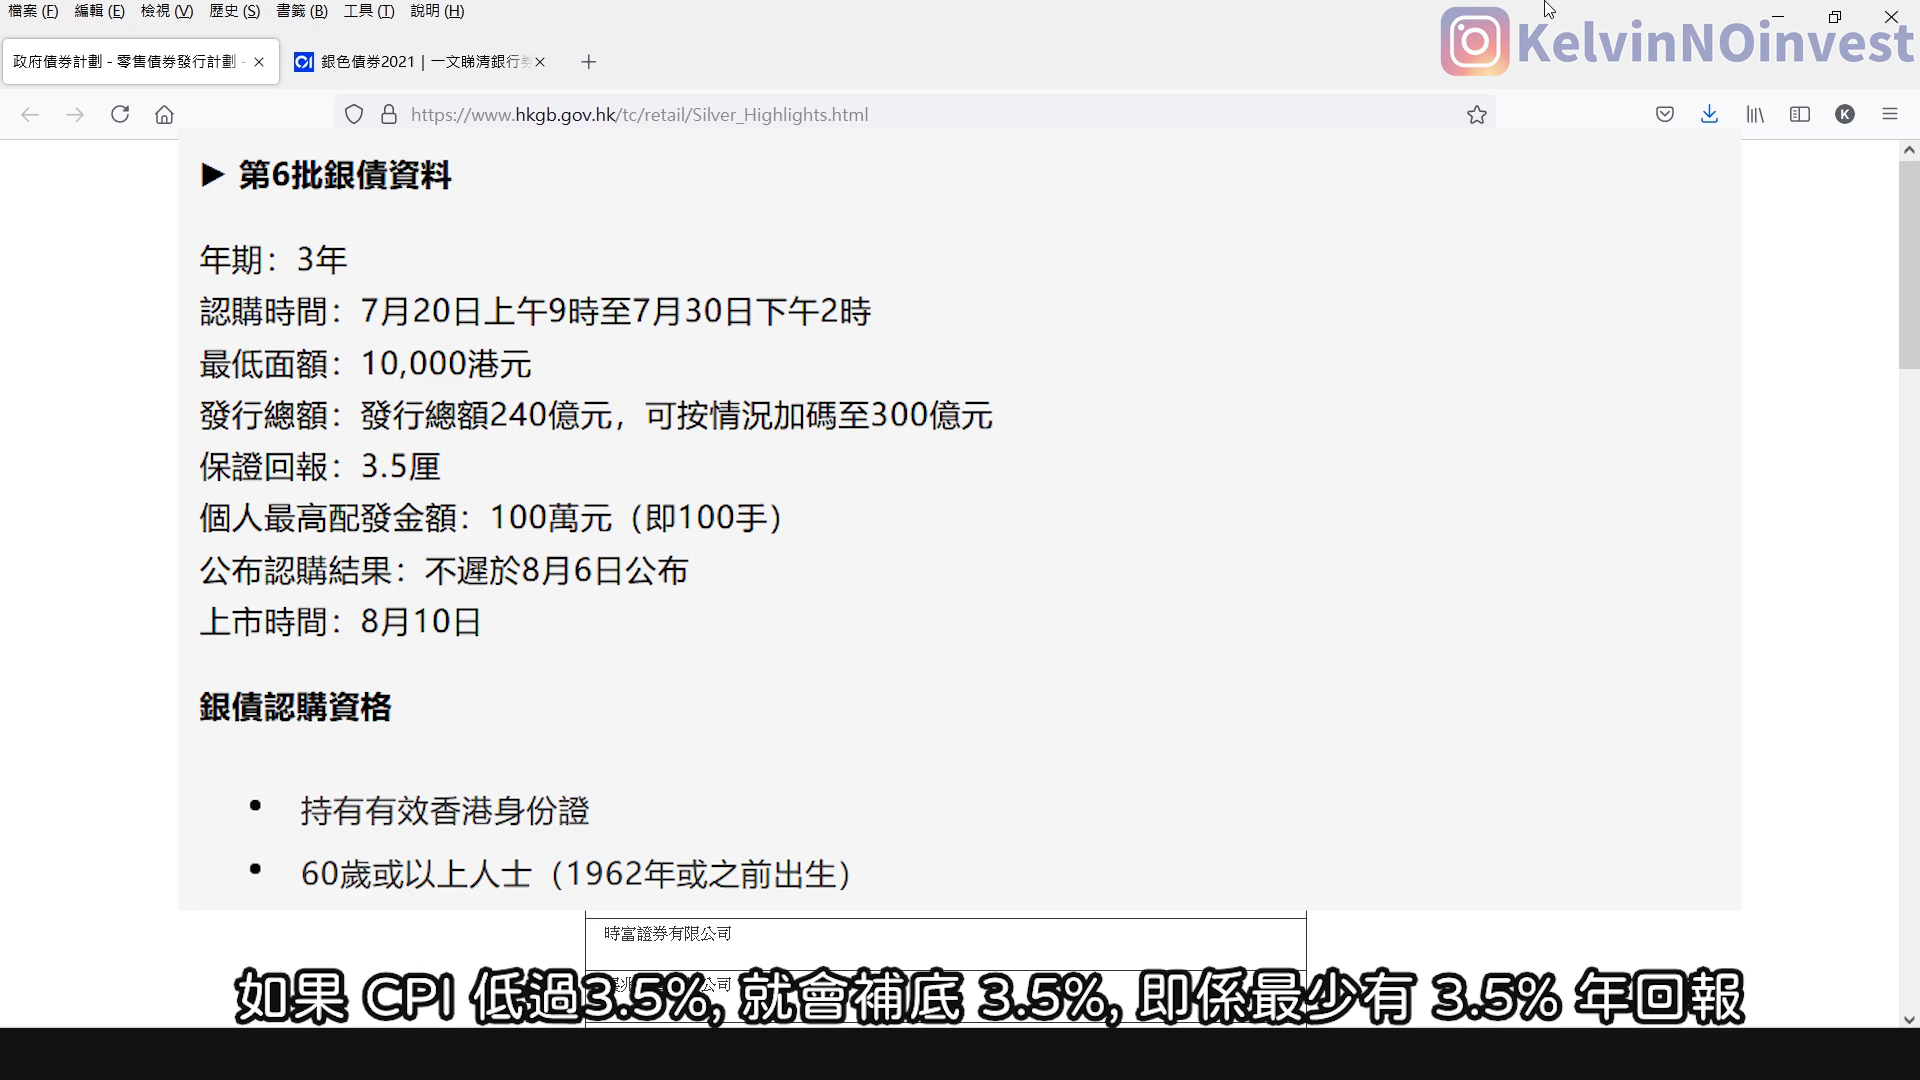 檔案 (F) 編輯 (E) 檢視 (V) 歷史 (S) 書籤 (B) 工具 (T) 說明 (H)
KelvinNOinvest
政府債券計劃 - 零售債券發行計劃 -
銀色債券2021 | 一文睇清銀行
https://www.hkgb.gov.hk/tc/retail/Silver_Highlights.html
K
▶ 第6批銀債資料
年期：3年
認購時間：7月20日上午9時至7月30日下午2時
最低面額：10,000港元
發行總額：發行總額240億元，可按情況加碼至300億元
保證回報：3.5厘
個人最高配發金額：100萬元（即100手）
公布認購結果：不遲於8月6日公布
上市時間：8月10日
銀債認購資格
• 持有有效香港身份證
• 60歲或以上人士（1962年或之前出生）
時富證券有限公司
公司
如果 CPI 低過3.5%, 就會補底 3.5%, 即係最少有 3.5% 年回報